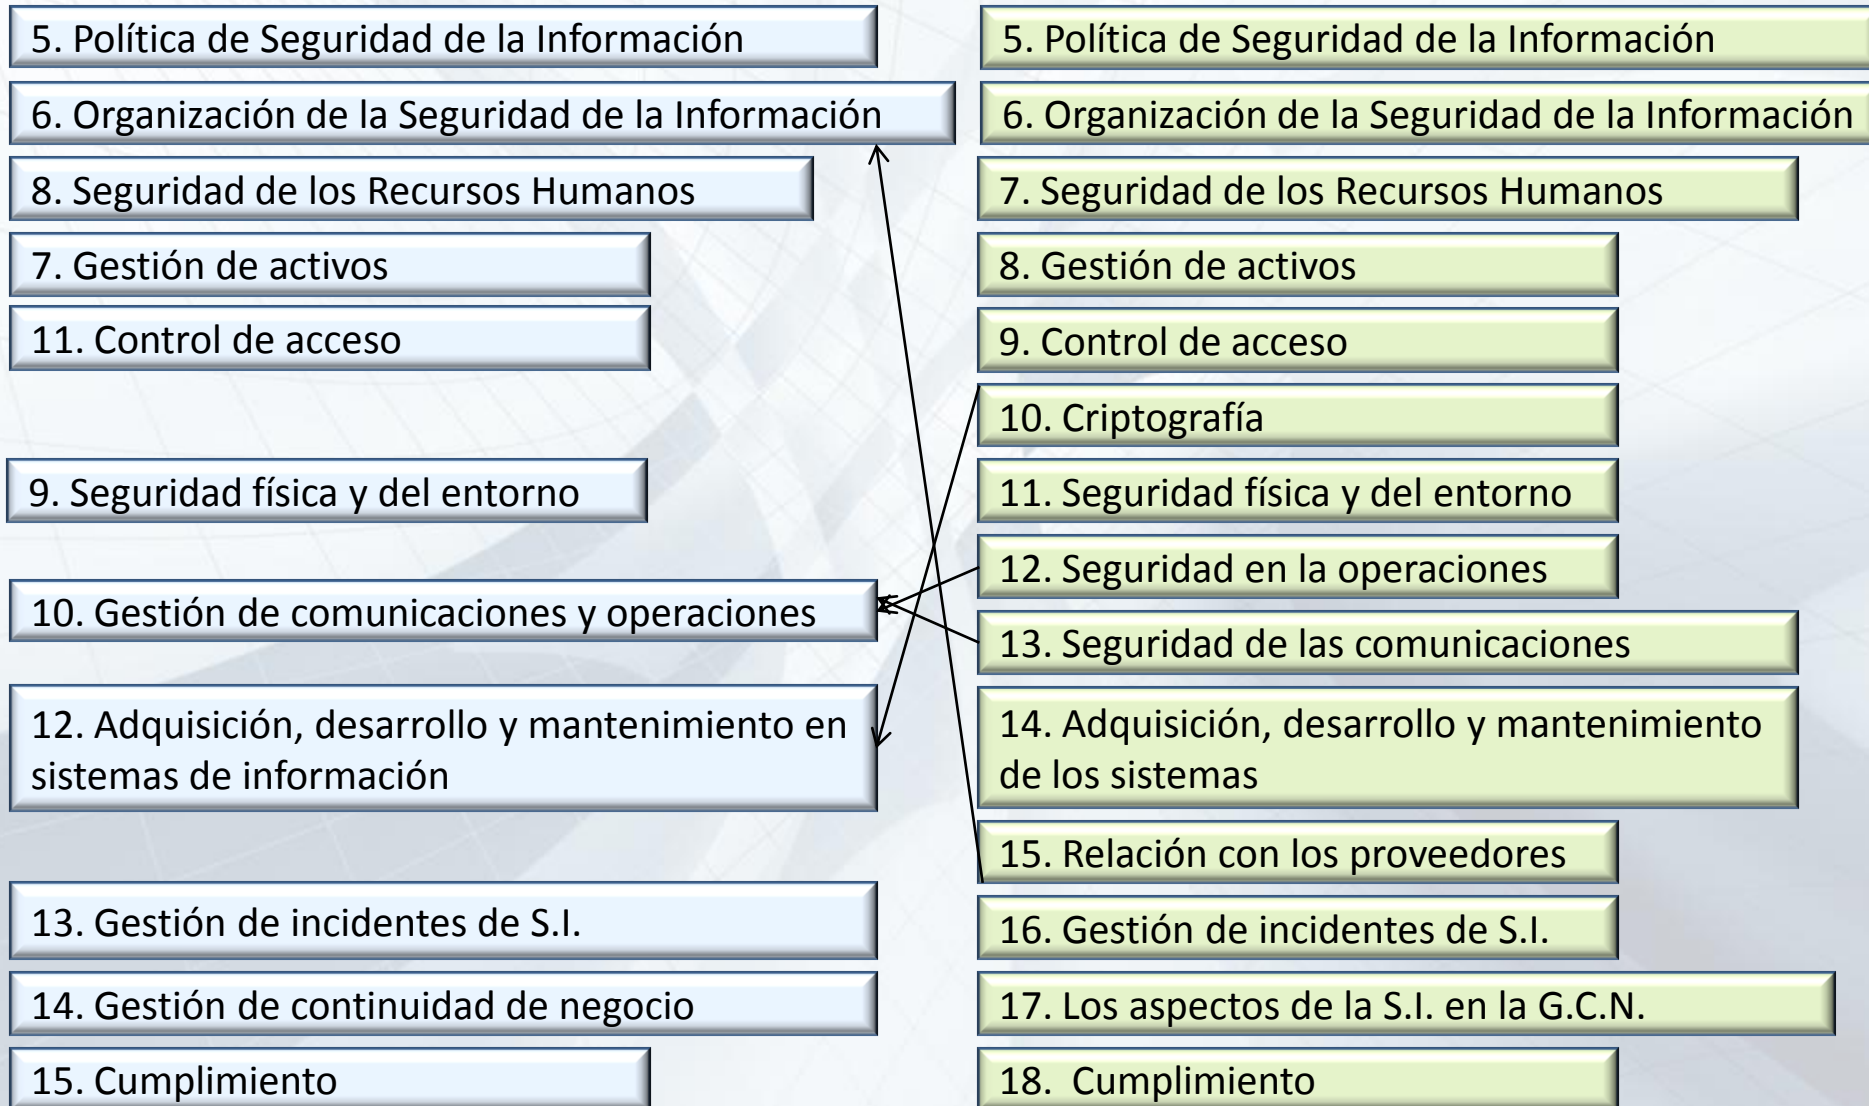 5. Política de Seguridad de la Información
6. Organización de la Seguridad de la Información
8. Seguridad de los Recursos Humanos
7. Gestión de activos
11. Control de acceso
9. Seguridad física y del entorno
10. Gestión de comunicaciones y operaciones
12. Adquisición, desarrollo y mantenimiento en
sistemas de información
13. Gestión de incidentes de S.I.
14. Gestión de continuidad de negocio
15. Cumplimiento
5. Política de Seguridad de la Información
6. Organización de la Seguridad de la Información
7. Seguridad de los Recursos Humanos
8. Gestión de activos
9. Control de acceso
10. Criptografía
11. Seguridad física y del entorno
12. Seguridad en la operaciones
13. Seguridad de las comunicaciones
14. Adquisición, desarrollo y mantenimiento
de los sistemas
15. Relación con los proveedores
16. Gestión de incidentes de S.I.
17. Los aspectos de la S.I. en la G.C.N.
18. Cumplimiento